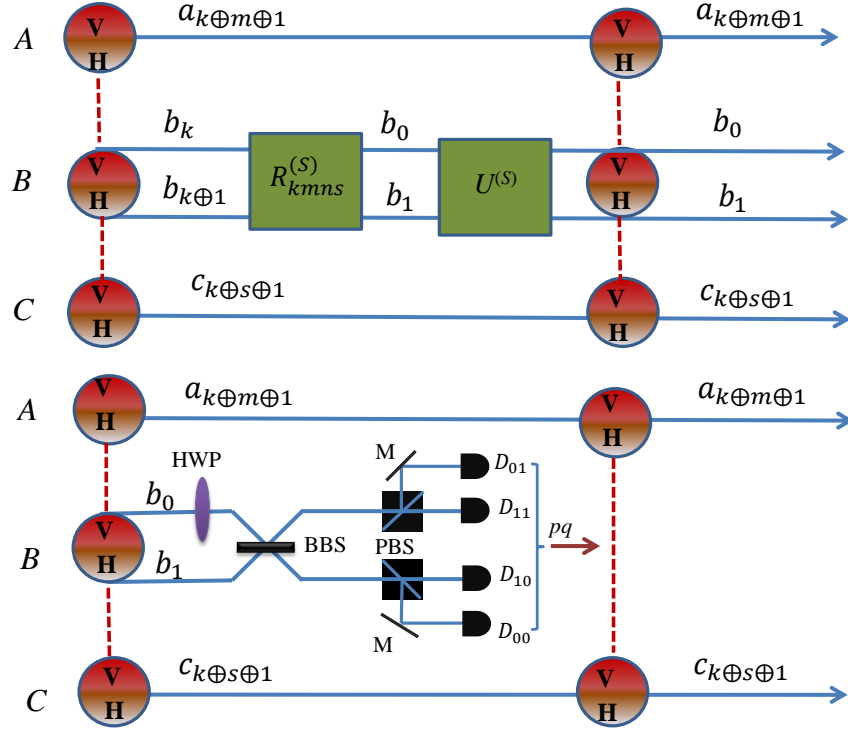 V
H
A
a_{k⊕m⊕1}
V
H
a_{k⊕m⊕1}
b_k
b_0
b_0
V
H
B
R_{kmns}^{(S)}
U^{(S)}
V
H
b_{k⊕1}
b_1
b_1
V
H
C
c_{k⊕s⊕1}
V
H
c_{k⊕s⊕1}
V
H
A
a_{k⊕m⊕1}
V
H
a_{k⊕m⊕1}
HWP
M
D_{01}
b_0
D_{11}
V
H
B
BBS
PBS
pq
b_1
D_{10}
M
D_{00}
V
H
C
c_{k⊕s⊕1}
V
H
c_{k⊕s⊕1}